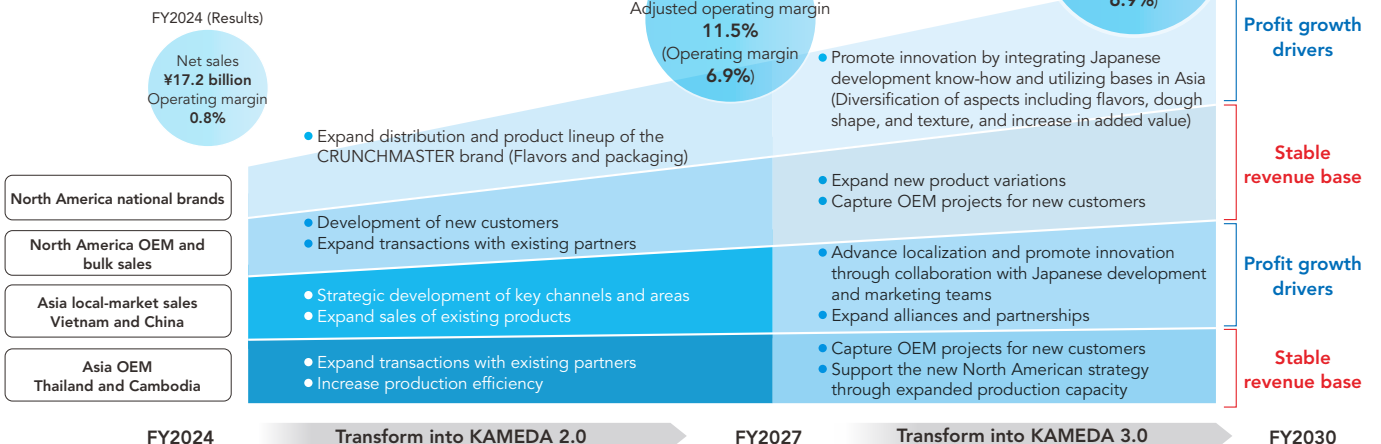 FY2024 (Results)
Net sales
¥17.2 billion
Operating margin
0.8%
Adjusted operating margin
11.5%
(Operating margin
6.9%)
6.9%)
North America national brands
North America OEM and
bulk sales
Asia local-market sales
Vietnam and China
Asia OEM
Thailand and Cambodia
● Expand distribution and product lineup of the
CRUNCHMASTER brand (Flavors and packaging)
● Development of new customers
● Expand transactions with existing partners
● Strategic development of key channels and areas
● Expand sales of existing products
● Expand transactions with existing partners
● Increase production efficiency
● Promote innovation by integrating Japanese
development know-how and utilizing bases in Asia
(Diversification of aspects including flavors, dough
shape, and texture, and increase in added value)
● Expand new product variations
● Capture OEM projects for new customers
● Advance localization and promote innovation
through collaboration with Japanese development
and marketing teams
● Expand alliances and partnerships
● Capture OEM projects for new customers
● Support the new North American strategy
through expanded production capacity
Profit growth
drivers
Stable
revenue base
Profit growth
drivers
Stable
revenue base
FY2024
Transform into KAMEDA 2.0
FY2027
Transform into KAMEDA 3.0
FY2030